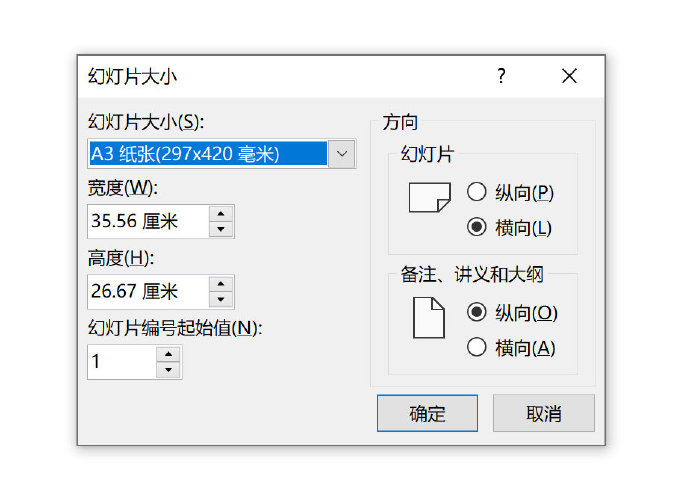 幻灯片大小
?
幻灯片大小(S):
A3 纸张(297x420 毫米)
宽度(W):
35.56 厘米
高度(H):
26.67 厘米
幻灯片编号起始值(N):
1
方向
幻灯片
纵向(P)
横向(L)
备注、讲义和大纲
纵向(O)
横向(A)
确定
取消